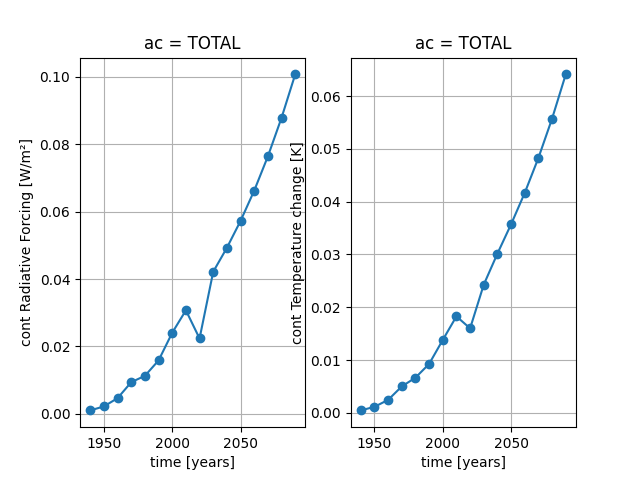 ac = TOTAL
cont Radiative Forcing [W/m²]
0.10
0.08
0.06
0.04
0.02
0.00
1950 2000 2050
time [years]
ac = TOTAL
cont Temperature change [K]
0.06
0.05
0.04
0.03
0.02
0.01
0.00
1950 2000 2050
time [years]